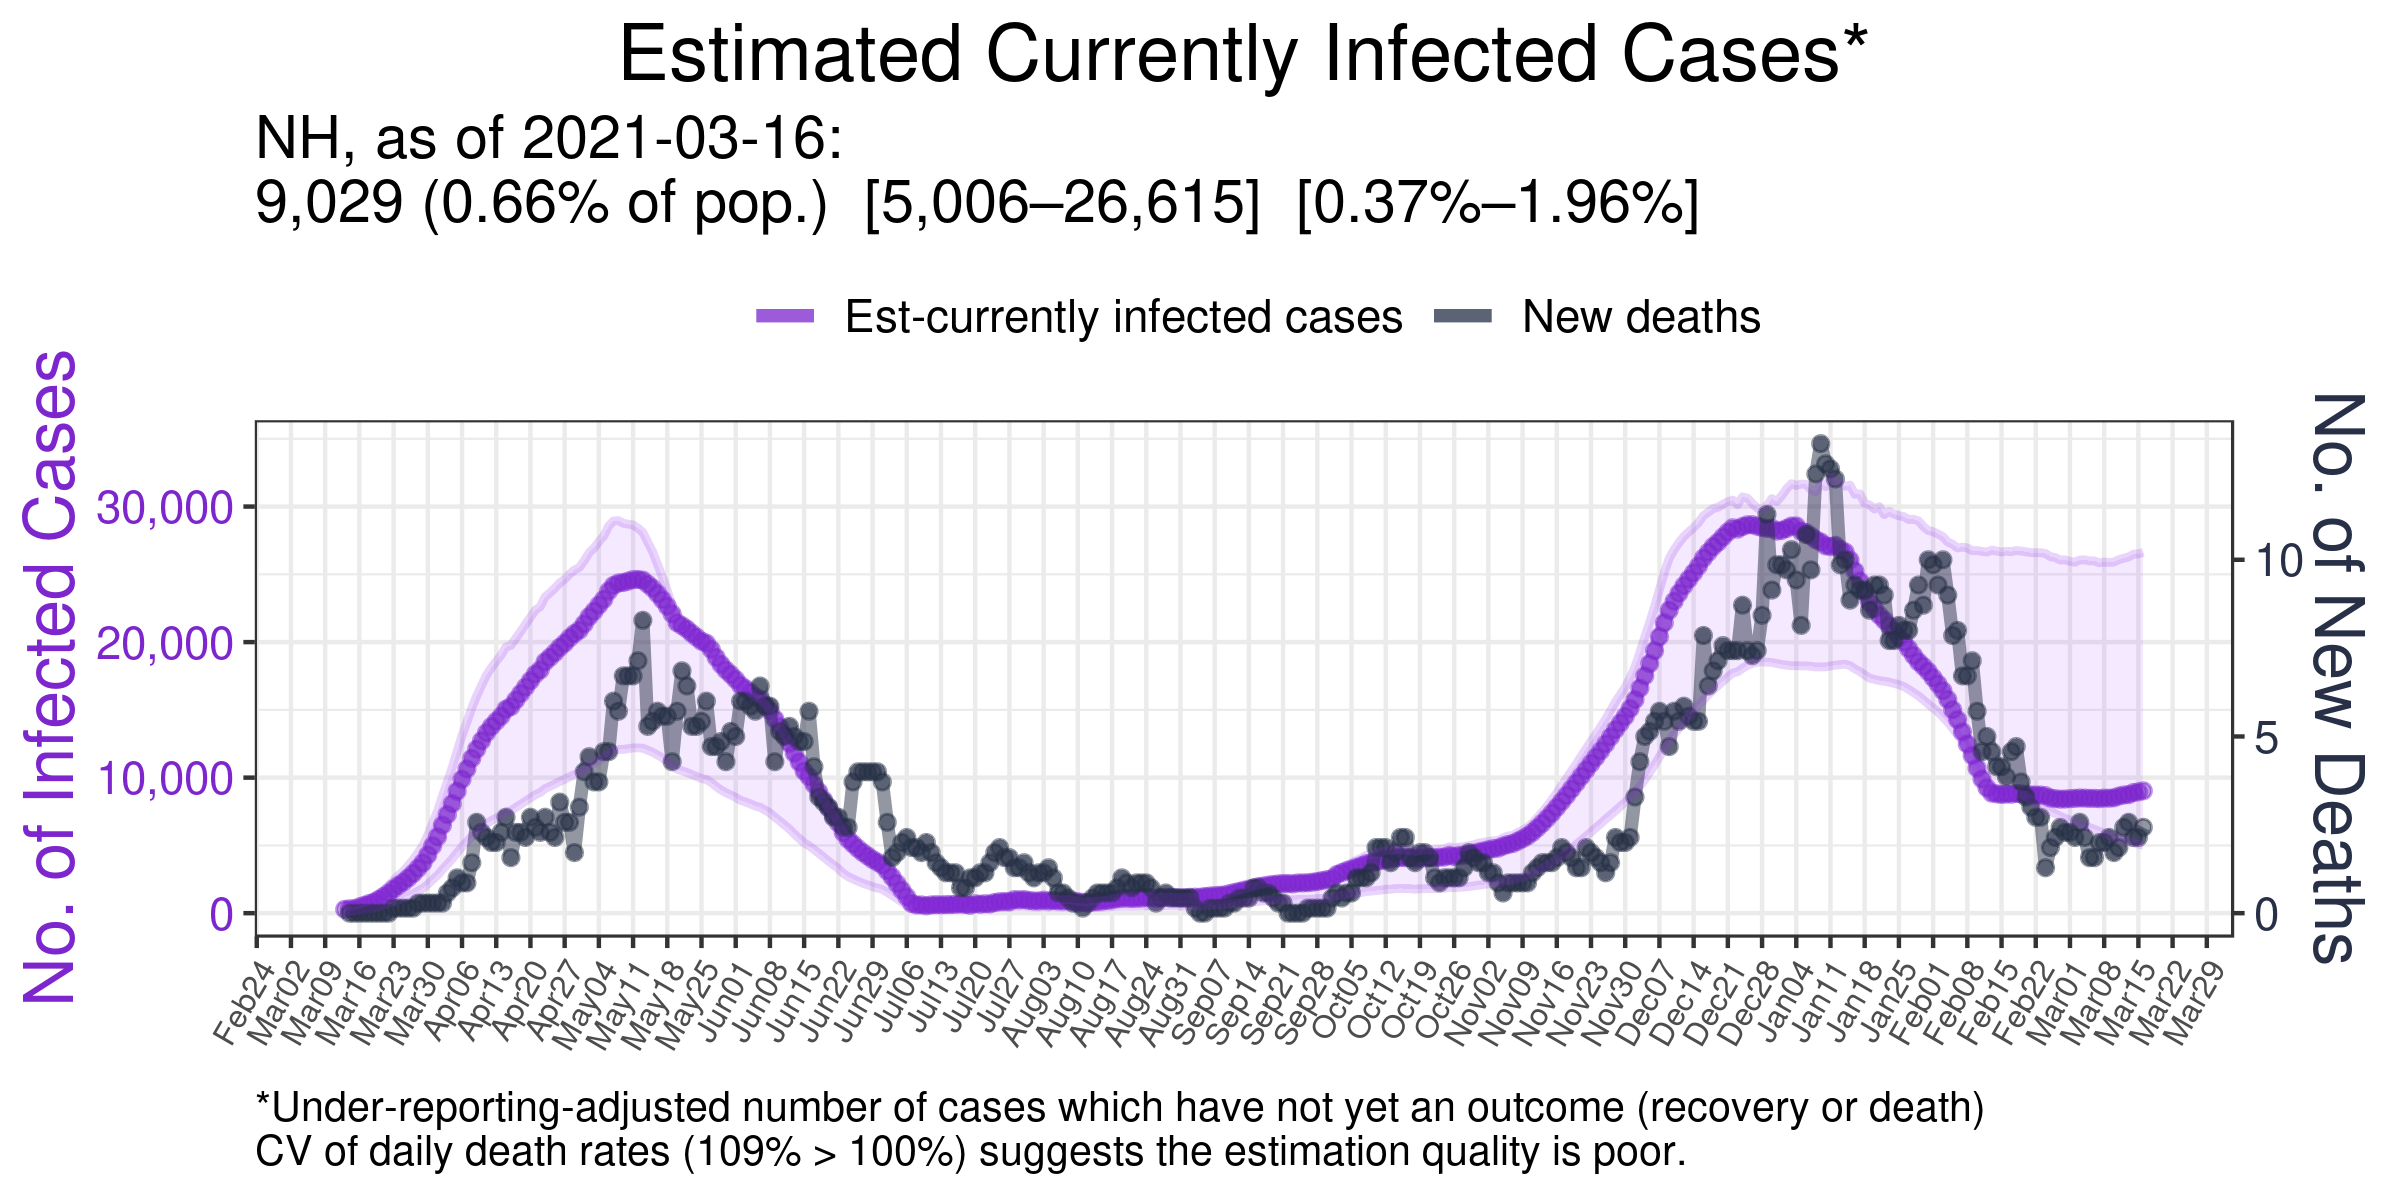 Estimated Currently Infected Cases*
NH, as of 2021-03-16:
9,029 (0.66% of pop.)  [5,006–26,615]  [0.37%–1.96%]
Est-currently infected cases
New deaths
No. of Infected Cases
30,000
20,000
10,000
0
No. of New Deaths
10
5
0
Feb24
Mar02
Mar09
Mar16
Mar23
Mar30
Apr06
Apr13
Apr20
Apr27
May04
May11
May18
May25
Jun01
Jun08
Jun15
Jun22
Jun29
Jul06
Jul13
Jul20
Jul27
Aug03
Aug10
Aug17
Aug24
Aug31
Sep07
Sep14
Sep21
Sep28
Oct05
Oct12
Oct19
Oct26
Nov02
Nov09
Nov16
Nov23
Nov30
Dec07
Dec14
Dec21
Dec28
Jan04
Jan11
Jan18
Jan25
Feb01
Feb08
Feb15
Feb22
Mar01
Mar08
Mar15
Mar22
Mar29
*Under-reporting-adjusted number of cases which have not yet an outcome (recovery or death)
CV of daily death rates (109% > 100%) suggests the estimation quality is poor.